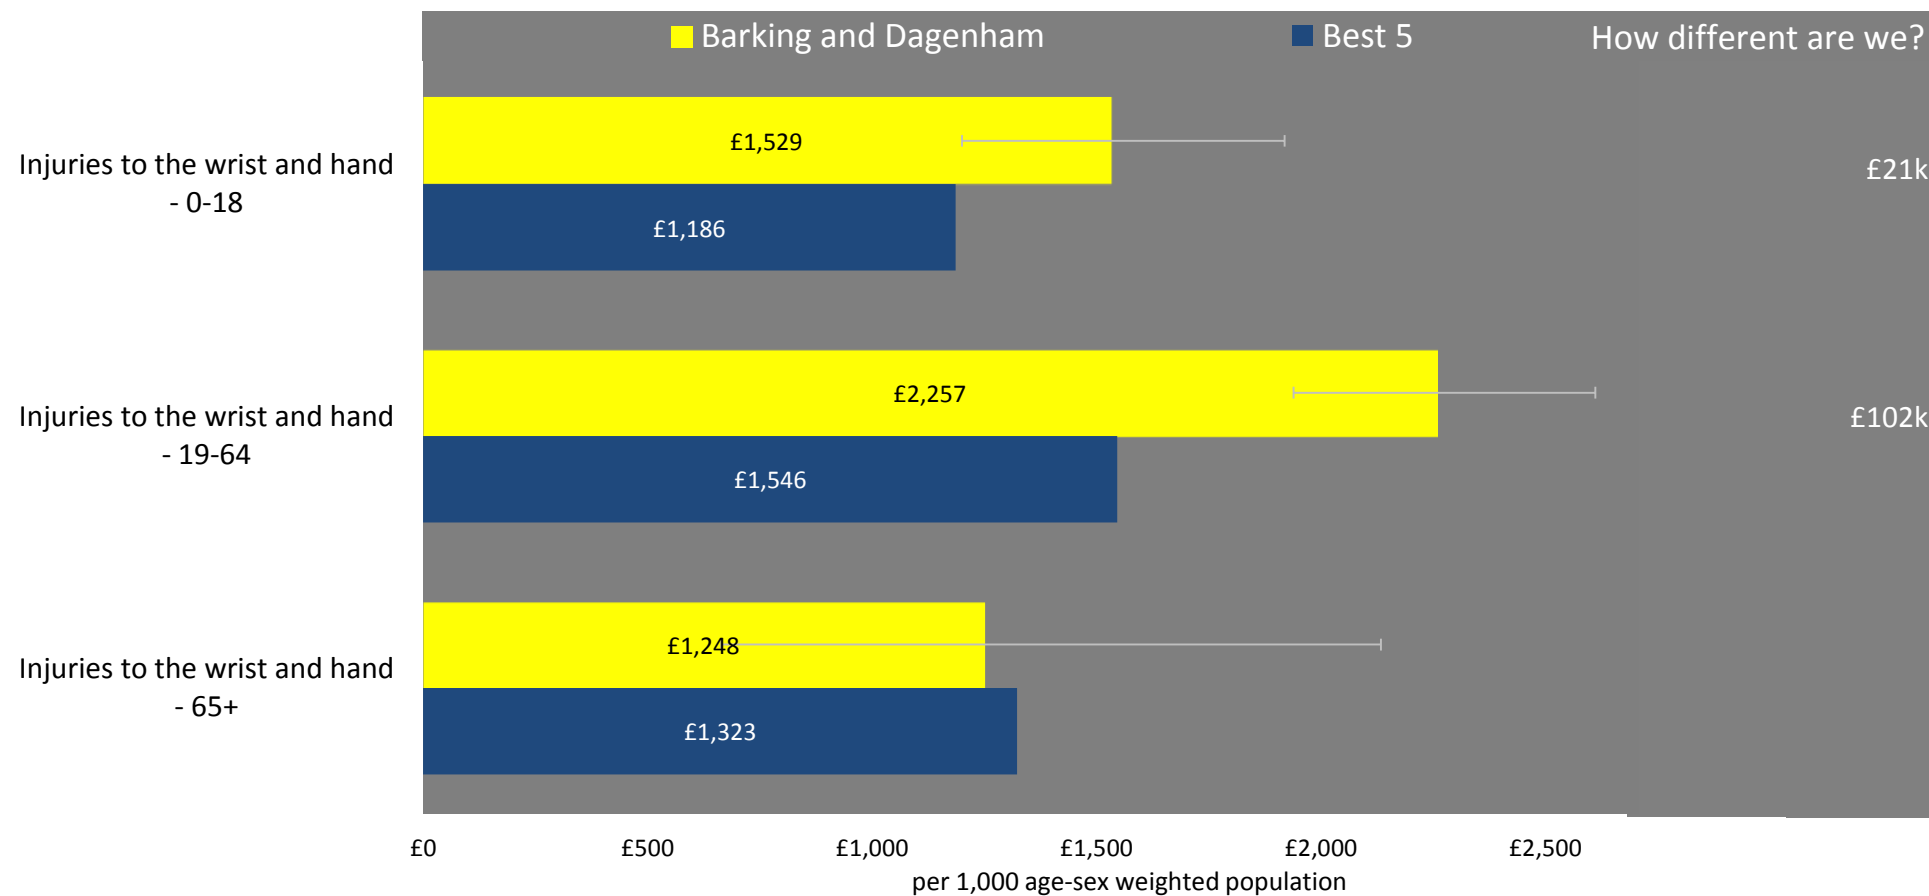 Barking and Dagenham
Best 5
How different are we?
Injuries to the wrist and hand
- 0-18
£1,529
£1,186
£21k
Injuries to the wrist and hand
- 19-64
£2,257
£1,546
£102k
Injuries to the wrist and hand
- 65+
£1,248
£1,323
£0 £500 £1,000 £1,500 £2,000 £2,500
per 1,000 age-sex weighted population